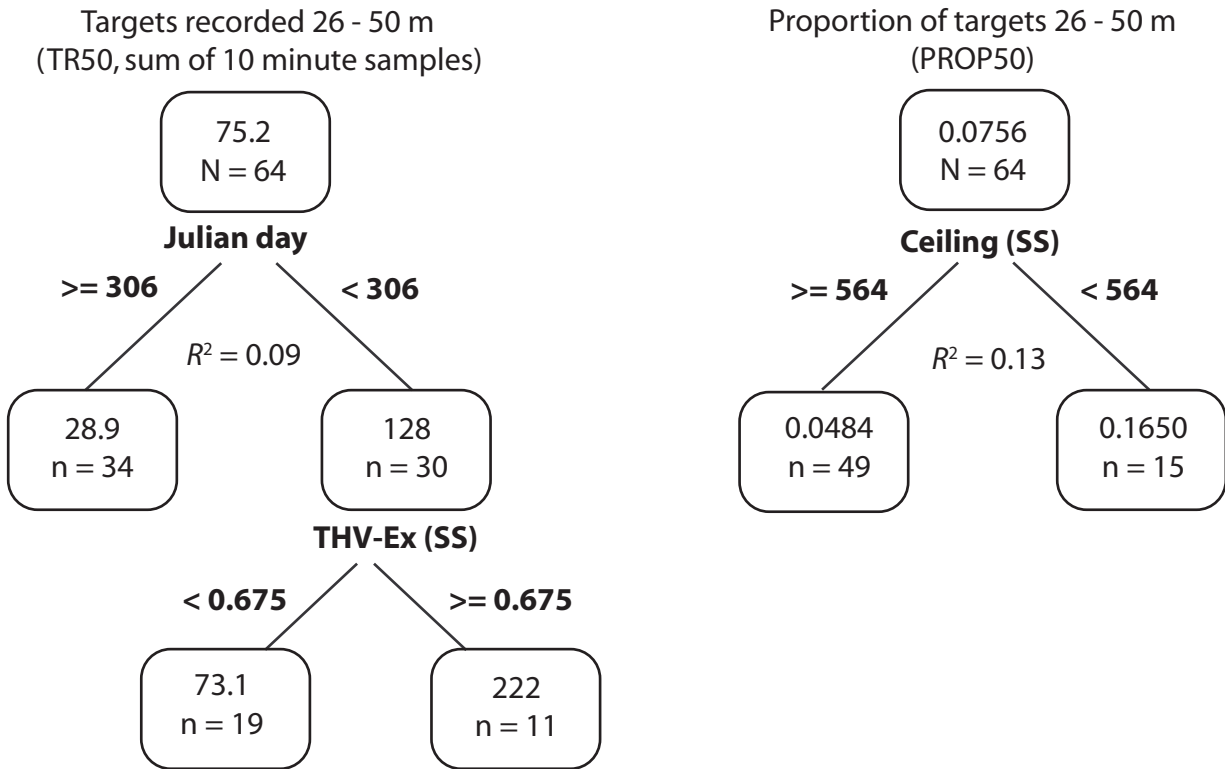 Targets recorded 26 - 50 m
(TR50, sum of 10 minute samples)
75.2
N = 64
Julian day
>= 306
< 306
R² = 0.09
28.9
n = 34
128
n = 30
THV-Ex (SS)
< 0.675
>= 0.675
73.1
n = 19
222
n = 11
Proportion of targets 26 - 50 m
(PROP50)
0.0756
N = 64
Ceiling (SS)
>= 564
< 564
R² = 0.13
0.0484
n = 49
0.1650
n = 15